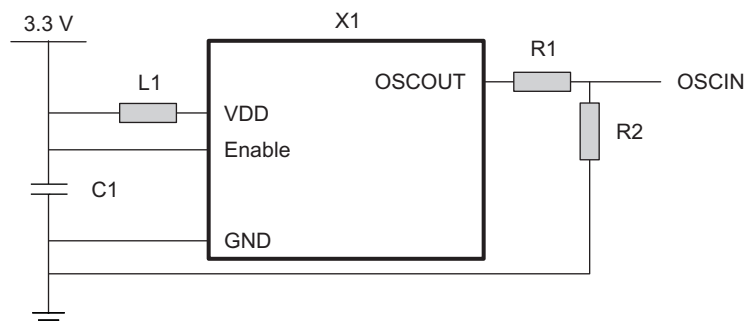 3.3 V
X1
R1
L1
OSCOUT
OSCIN
VDD
R2
Enable
C1
GND